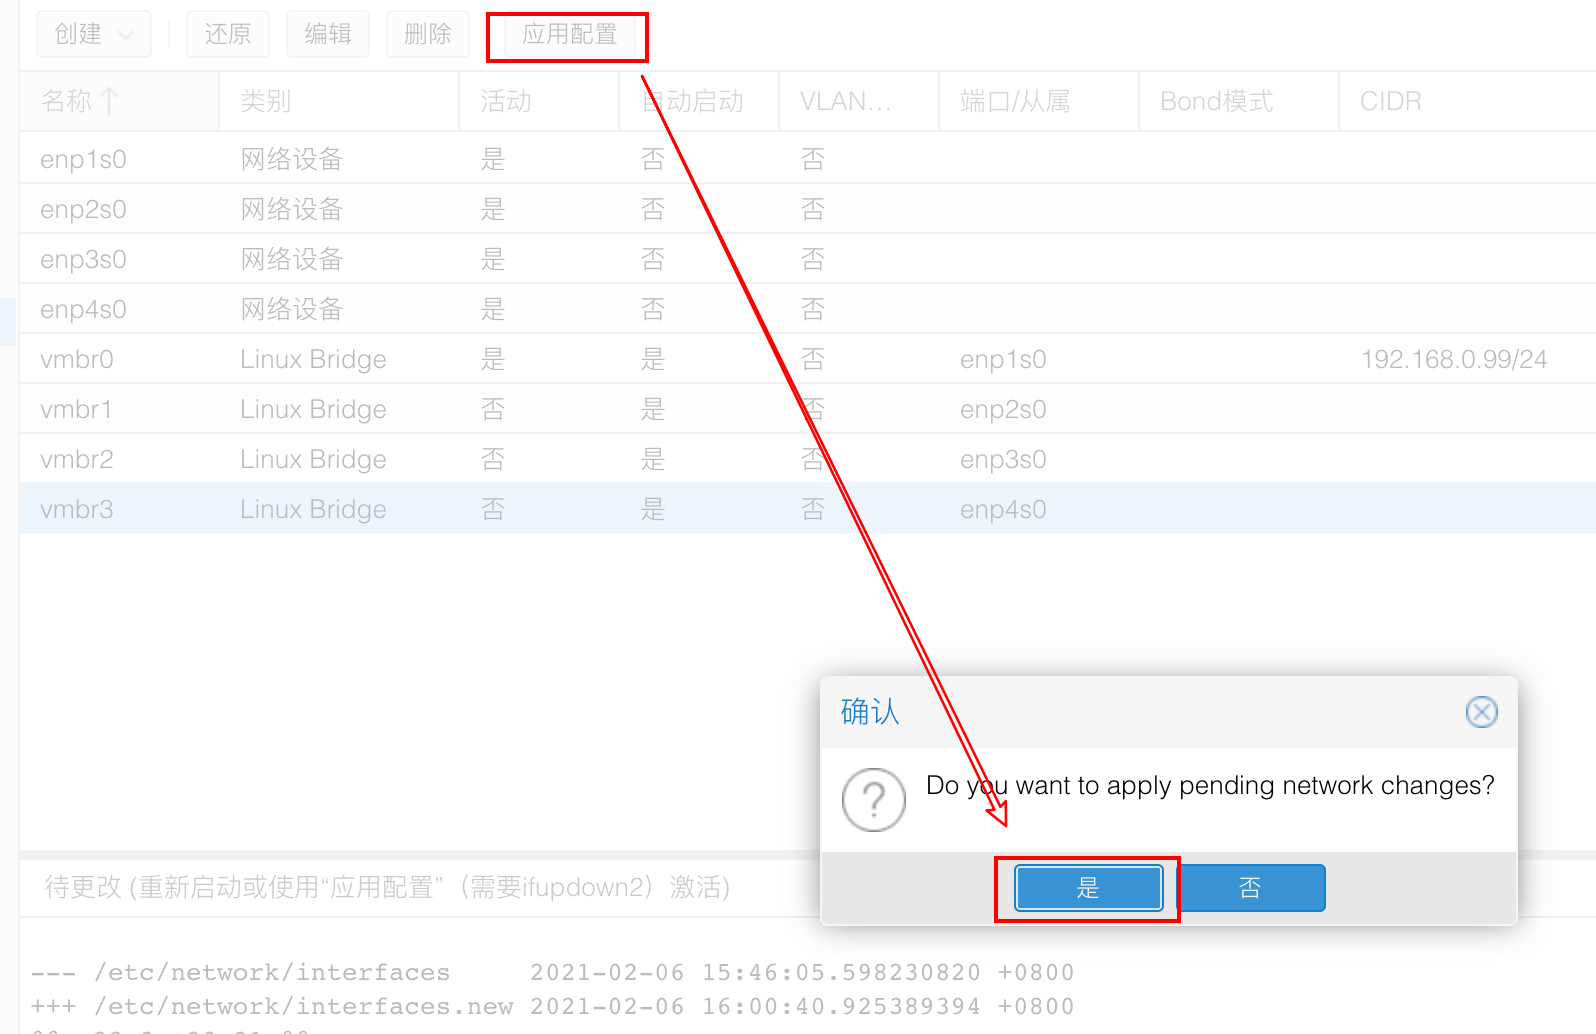 创建 还原 编辑 删除 应用配置
名称 类别 活动 自动启动 VLAN... 端口/从属 Bond模式 CIDR
enp1s0 网络设备 是 否 否
enp2s0 网络设备 是 否 否
enp3s0 网络设备 是 否 否
enp4s0 网络设备 是 否 否
vmbr0 Linux Bridge 是 是 否 enp1s0 192.168.0.99/24
vmbr1 Linux Bridge 否 是 否 enp2s0
vmbr2 Linux Bridge 否 是 否 enp3s0
vmbr3 Linux Bridge 否 是 否 enp4s0
确认
Do you want to apply pending network changes?
是 否
待更改 (重新启动或使用“应用配置”（需要ifupdown2）激活)
--- /etc/network/interfaces 2021-02-06 15:46:05.598230820 +0800
+++ /etc/network/interfaces.new 2021-02-06 16:00:40.925389394 +0800